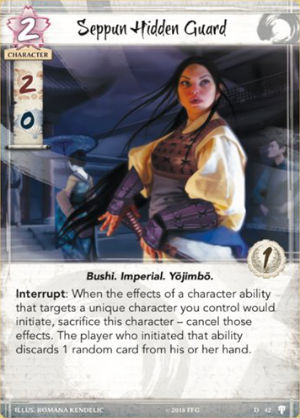 2
Seppun Hidden Guard
CHARACTER
2
0
1
Bushi. Imperial. Yōjimbō.
Interrupt: When the effects of a character ability
that targets a unique character you control would
initiate, sacrifice this character – cancel those
effects. The player who initiated that ability
discards 1 random card from his or her hand.
ILLUS. ROMANA KENDELIC © 2018 FFG D 42